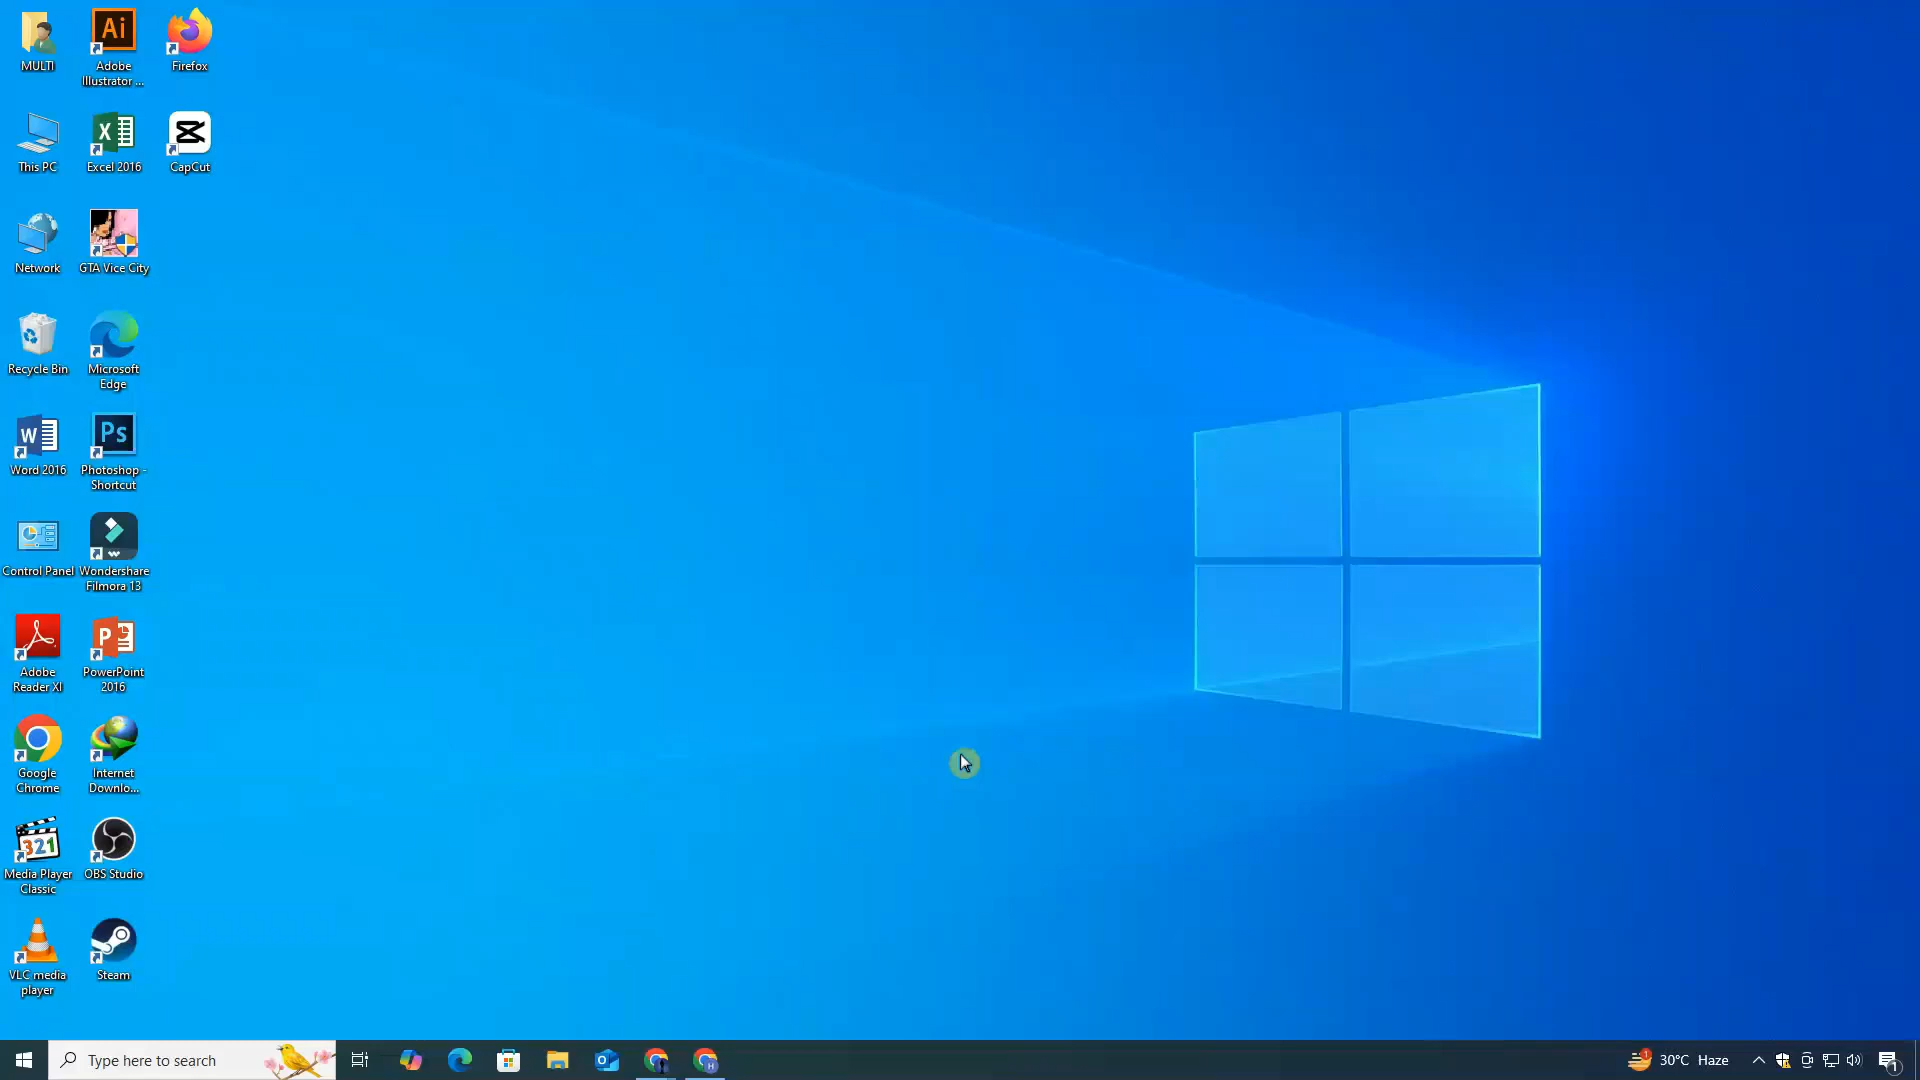 MULTI
Adobe
Illustrator ...
Firefox
This PC
Excel 2016
CapCut
Network
GTA Vice City
Recycle Bin
Microsoft
Edge
Word 2016
Photoshop -
Shortcut
Control Panel
Wondershare
Filmora 13
Adobe
Reader XI
PowerPoint
2016
Google
Chrome
Internet
Downlo...
Media Player
Classic
OBS Studio
VLC media
player
Steam
Type here to search
30°C Haze